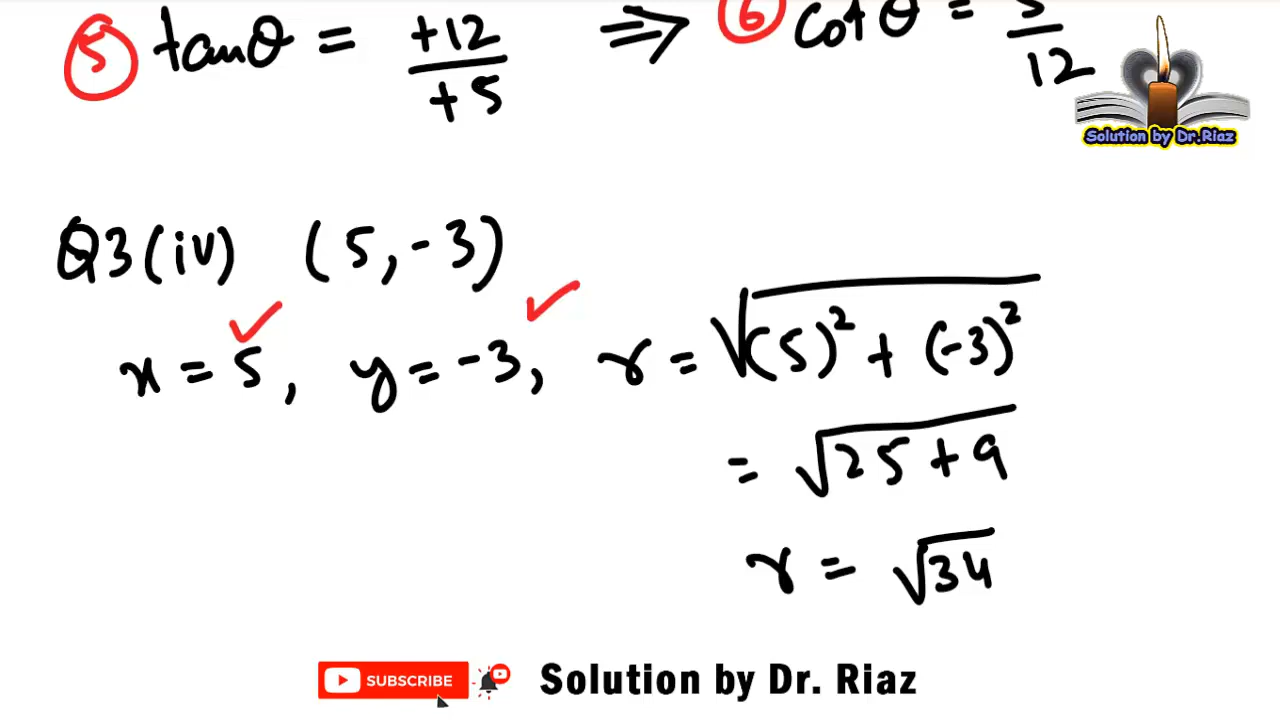 ⑤ tanθ = +12/+5 ⟹ ⑥ cotθ = 5/12
Solution by Dr.Riaz
Q3(iv) (5,-3)
x = 5, y = -3, r = √(5)² + (-3)²
= √25 + 9
r = √34
SUBSCRIBE
Solution by Dr. Riaz